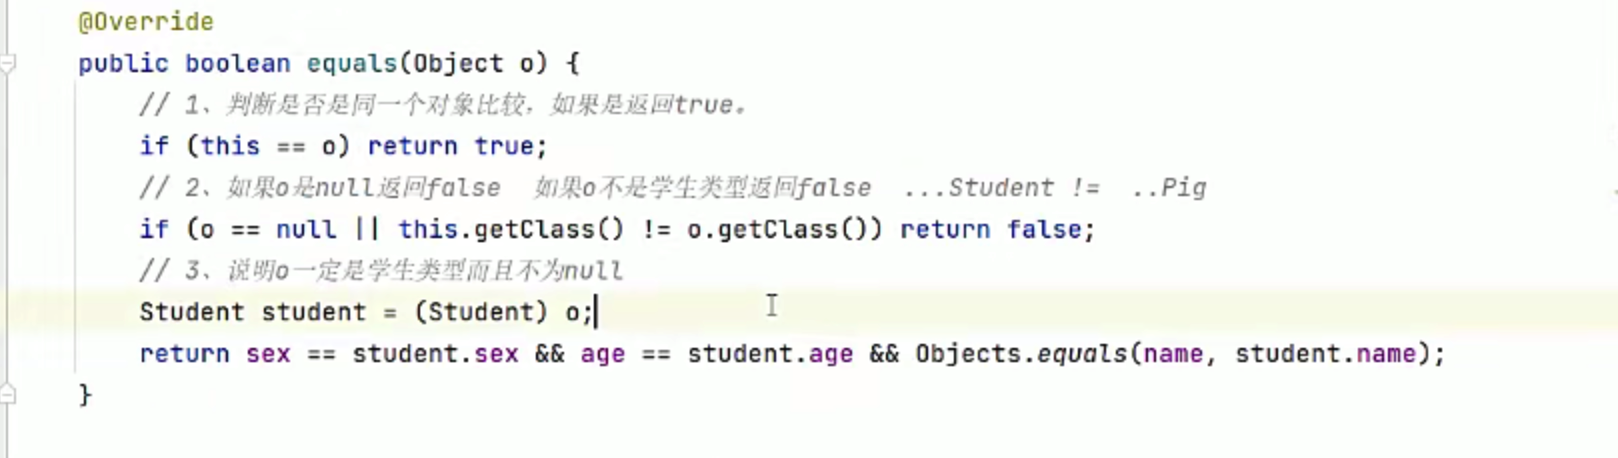 @Override
public boolean equals(Object o) {
// 1、判断是否是同一个对象比较，如果是返回true。
if (this == o) return true;
// 2、如果o是null返回false  如果o不是学生类型返回false  ...Student !=  ..Pig
if (o == null || this.getClass() != o.getClass()) return false;
// 3、说明o一定是学生类型而且不为null
Student student = (Student) o;
return sex == student.sex && age == student.age && Objects.equals(name, student.name);
}